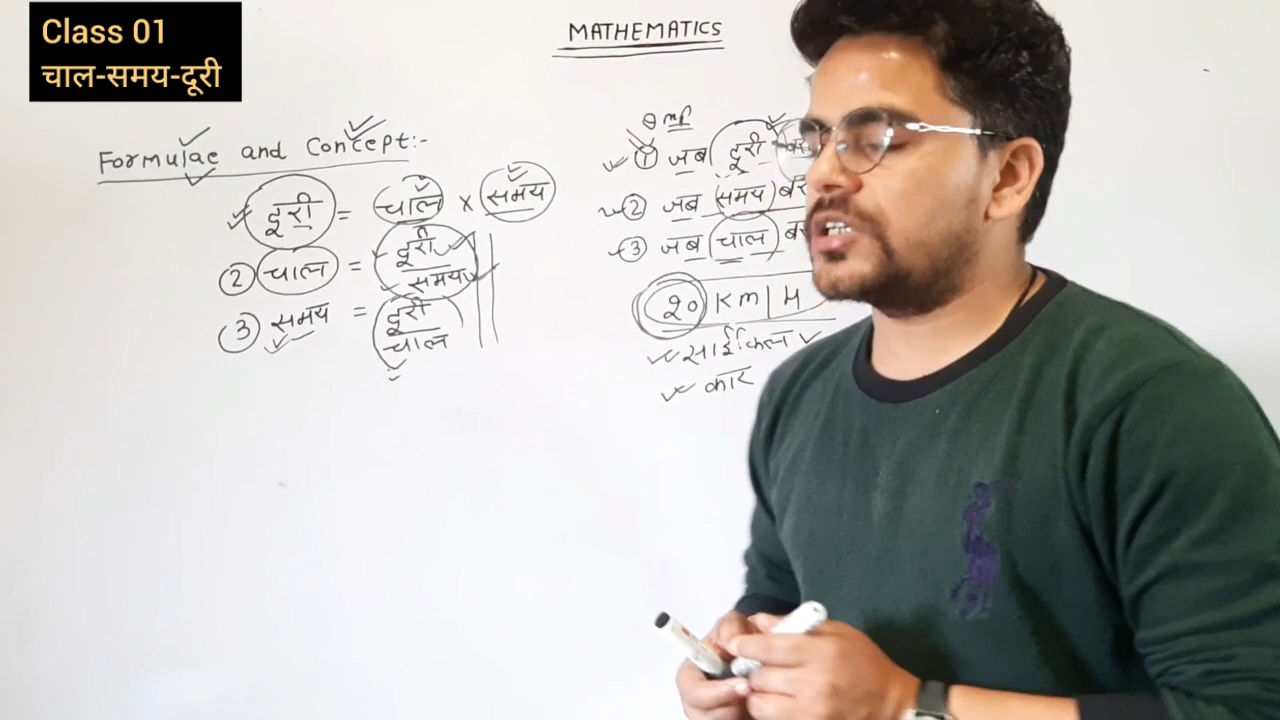 Class 01
चाल-समय-दूरी
MATHEMATICS
Formulae and Concept:-
दूरी = चाल × समय
② चाल = दूरी / समय
③ समय = दूरी / चाल
Imp
① जब दूरी
② जब समय
③ जब चाल
20 Km | H
साईकिल
कार